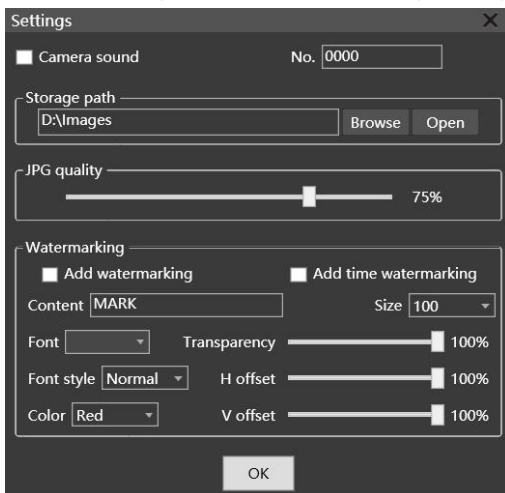 Settings
Camera sound No. 0000
Storage path
D:\Images Browse Open
JPG quality
75%
Watermarking
Add watermarking Add time watermarking
Content MARK Size 100
Font Transparency 100%
Font style Normal H offset 100%
Color Red V offset 100%
OK